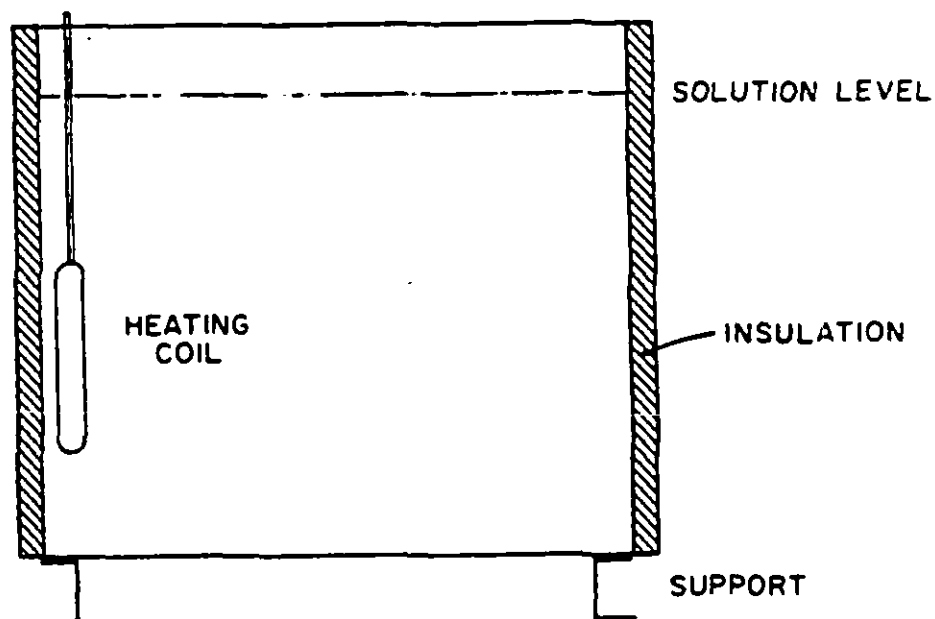 SOLUTION LEVEL
HEATING
COIL
INSULATION
SUPPORT